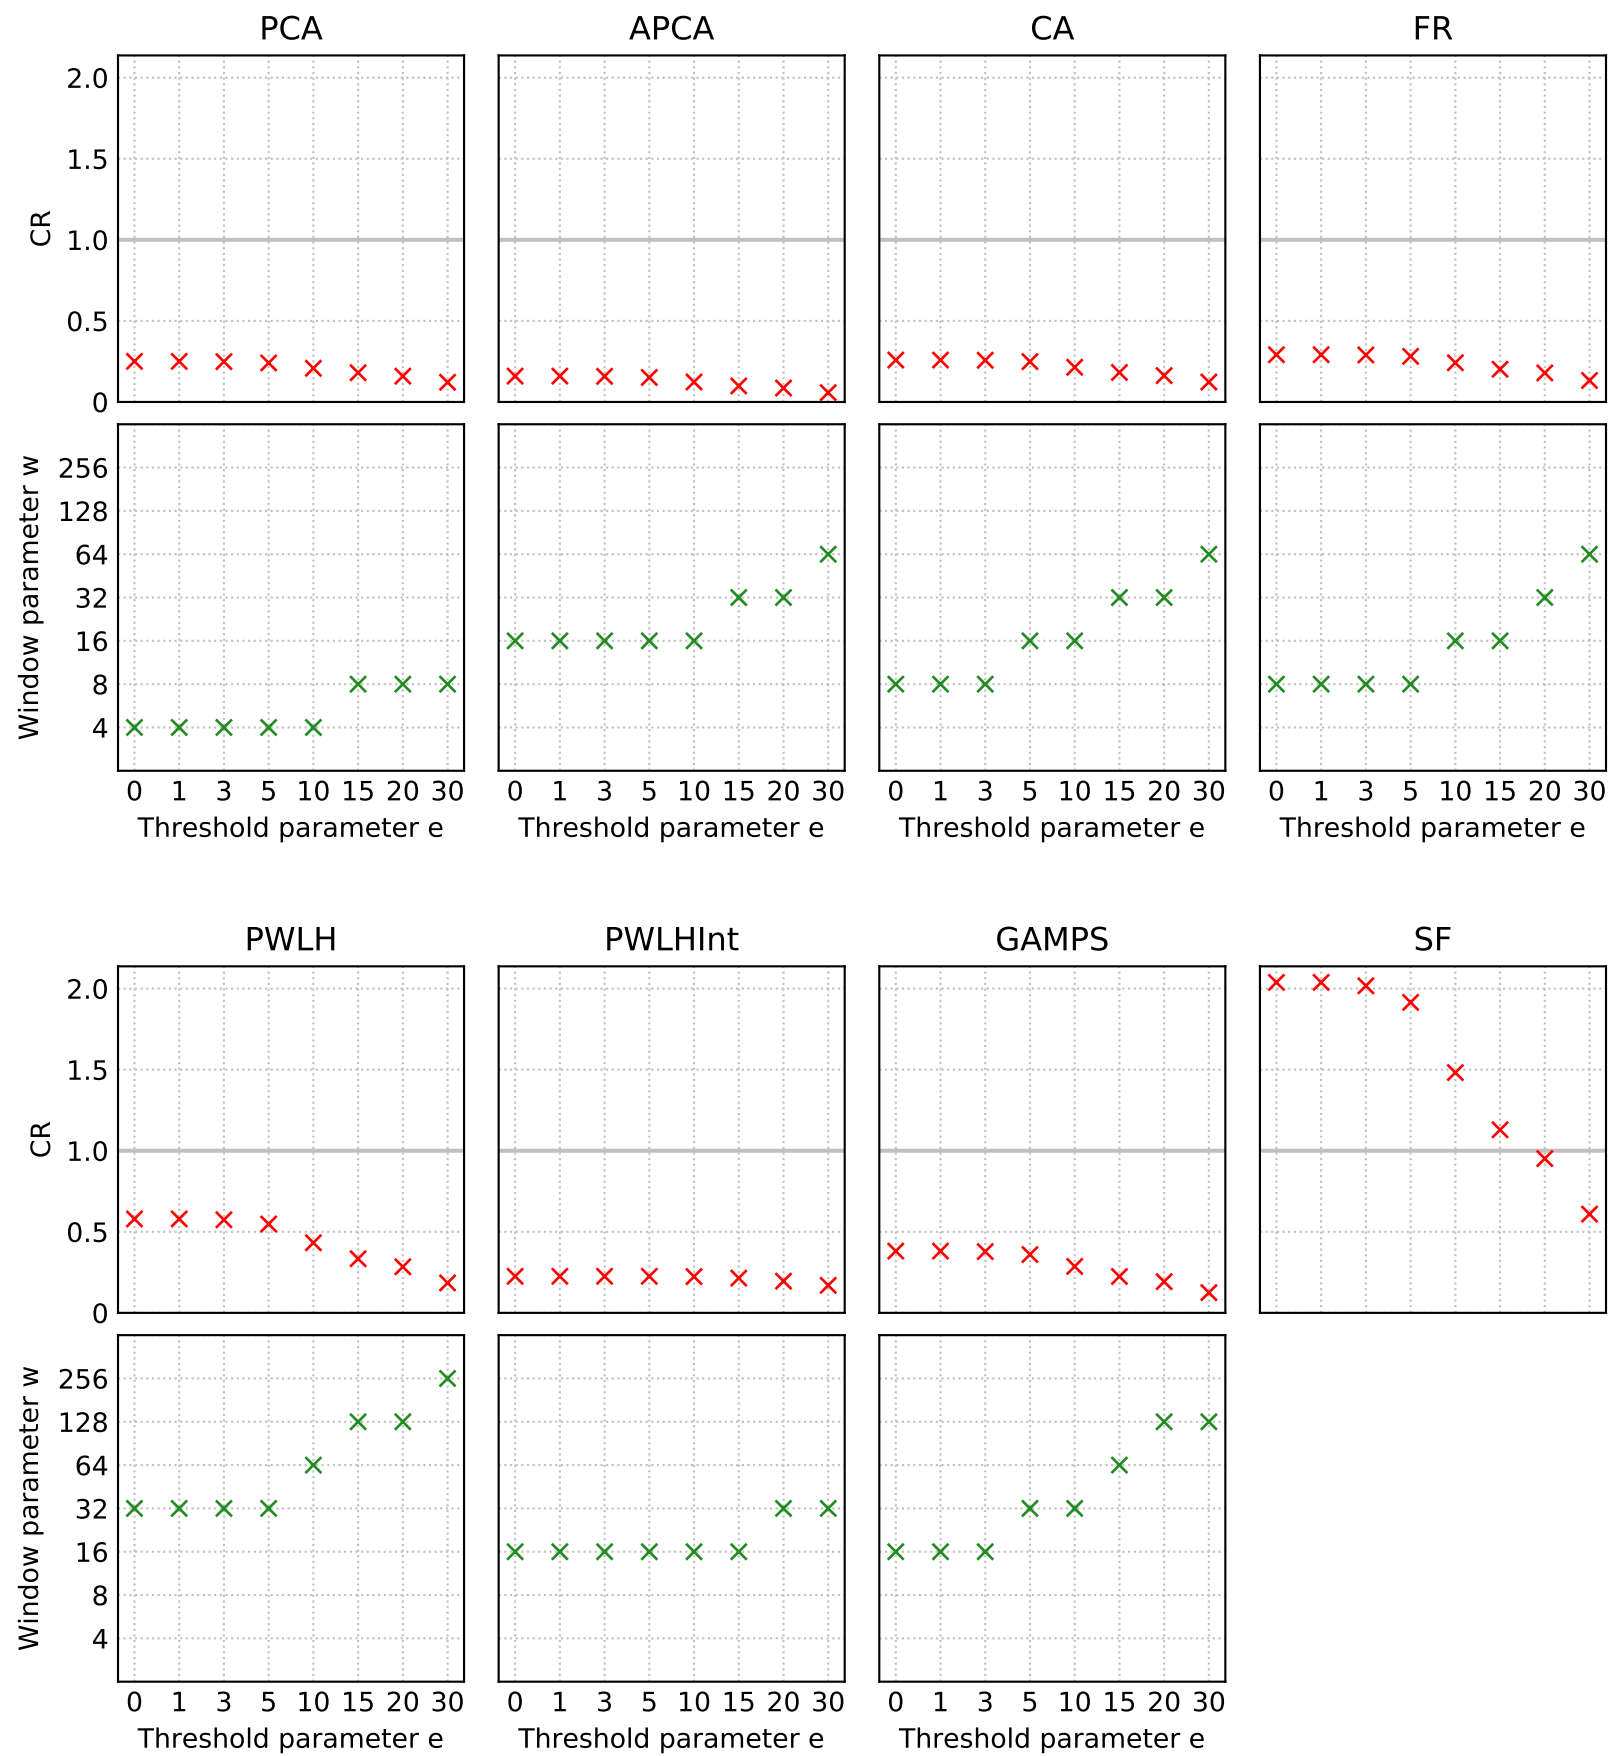 PCA APCA CA FR
2.0
1.5
1.0
0.5
0
CR
256
128
64
32
16
8
4
Window parameter w
0 1 3 5 10 15 20 30 0 1 3 5 10 15 20 30 0 1 3 5 10 15 20 30 0 1 3 5 10 15 20 30
Threshold parameter e Threshold parameter e Threshold parameter e Threshold parameter e
PWLH PWLHInt GAMPS SF
2.0
1.5
1.0
0.5
0
CR
256
128
64
32
16
8
4
Window parameter w
0 1 3 5 10 15 20 30 0 1 3 5 10 15 20 30 0 1 3 5 10 15 20 30
Threshold parameter e Threshold parameter e Threshold parameter e